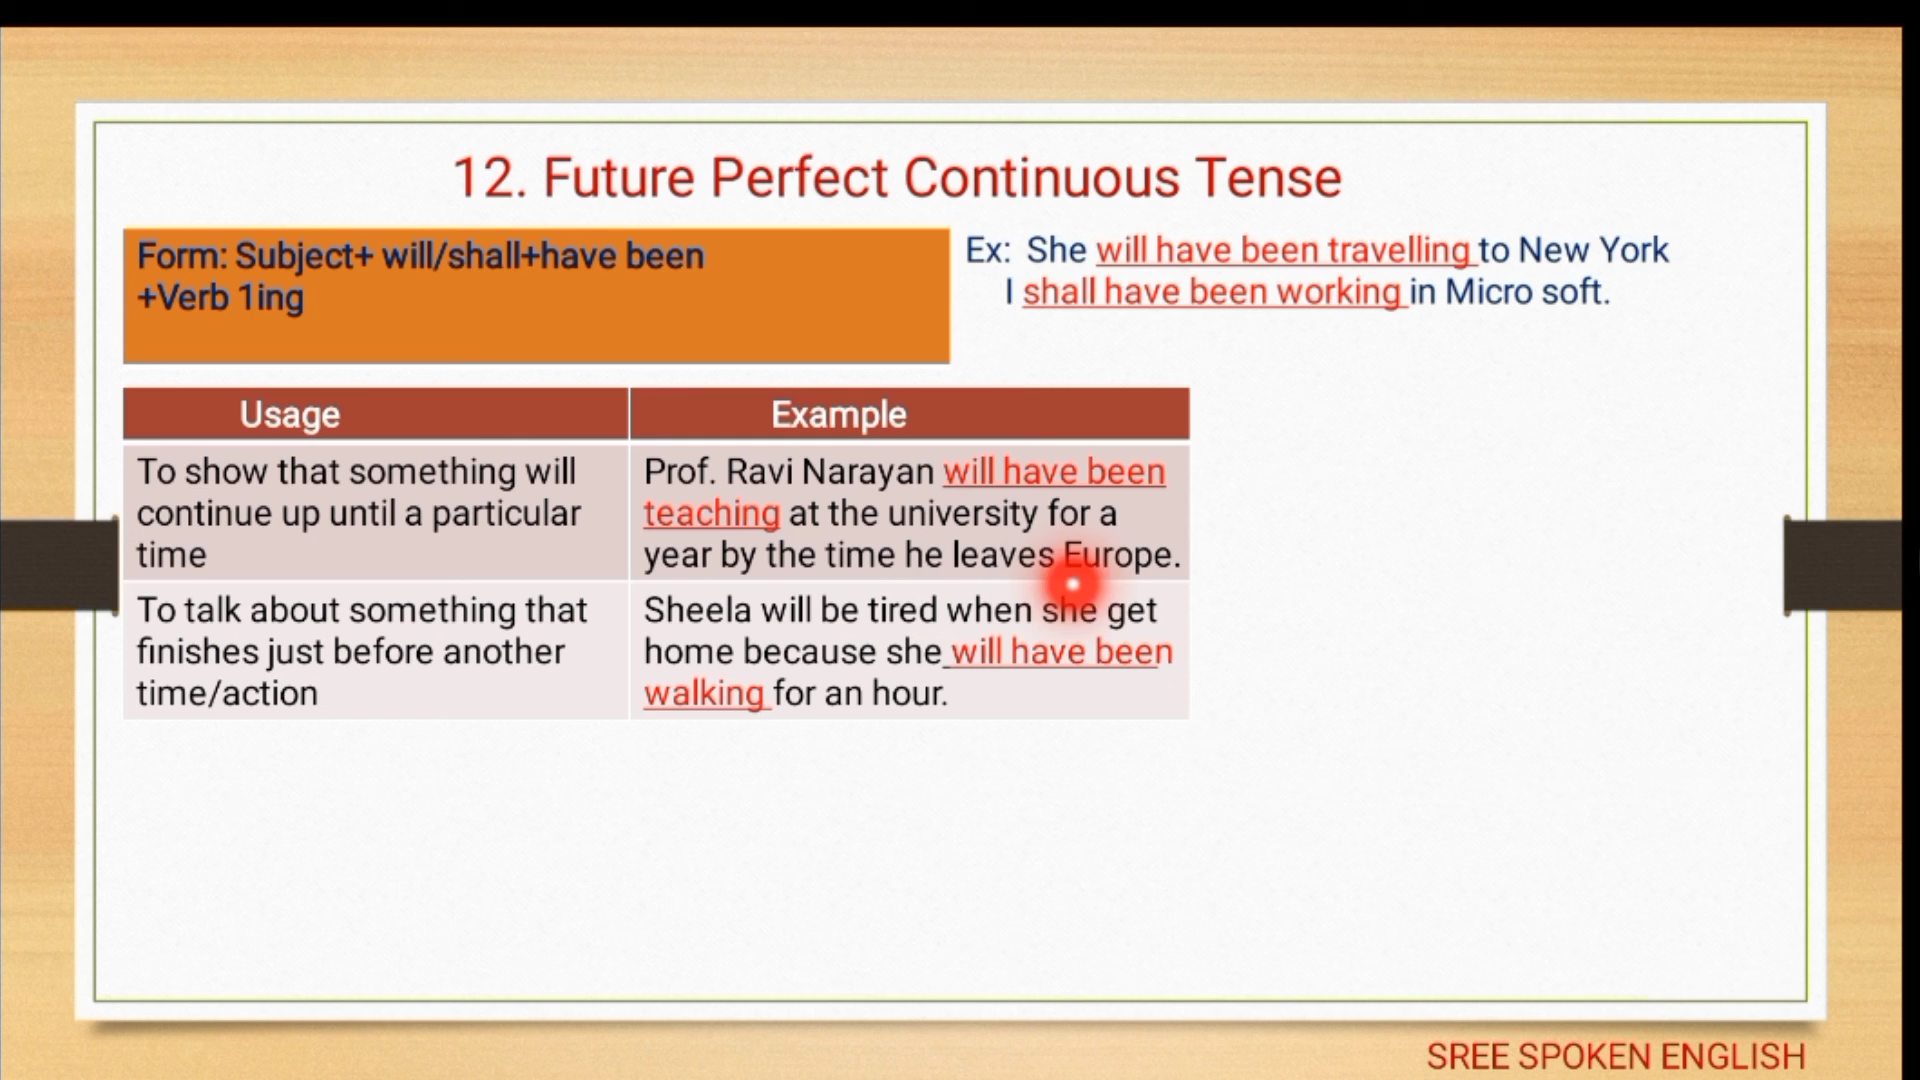 12. Future Perfect Continuous Tense
Form: Subject+ will/shall+have been
+Verb 1ing
Ex: She will have been travelling to New York
I shall have been working in Micro soft.
Usage
Example
To show that something will
continue up until a particular
time
Prof. Ravi Narayan will have been
teaching at the university for a
year by the time he leaves Europe.
To talk about something that
finishes just before another
time/action
Sheela will be tired when she get
home because she will have been
walking for an hour.
SREE SPOKEN ENGLISH